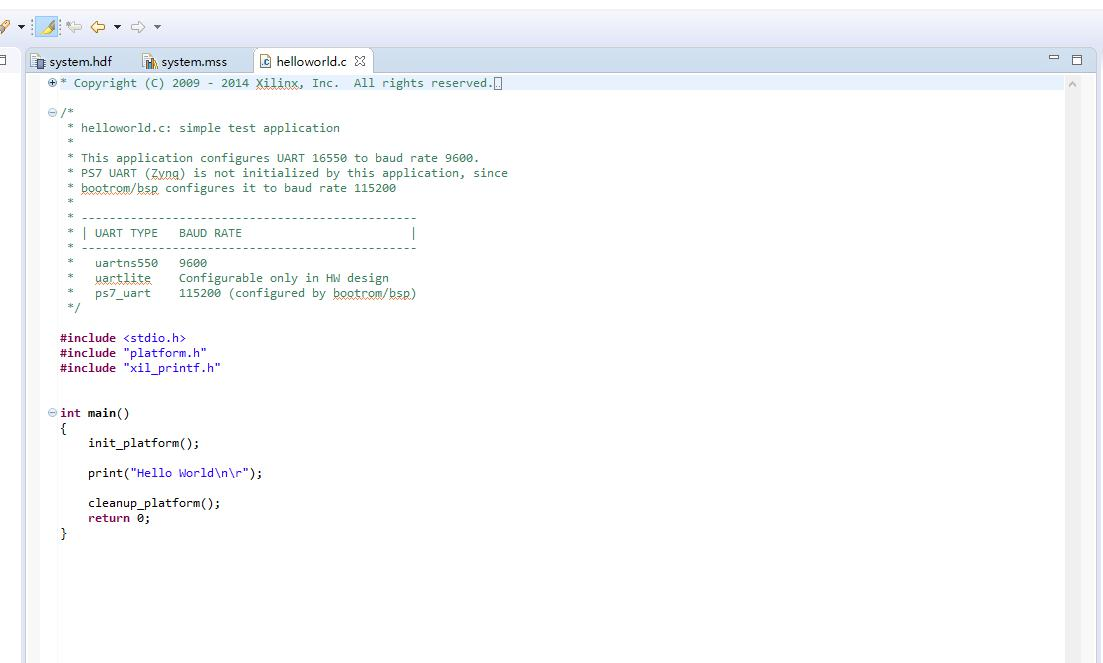 system.hdf system.mss helloworld.c
* Copyright (C) 2009 - 2014 Xilinx, Inc.  All rights reserved.
/*
 * helloworld.c: simple test application
 *
 * This application configures UART 16550 to baud rate 9600.
 * PS7 UART (Zynq) is not initialized by this application, since
 * bootrom/bsp configures it to baud rate 115200
 *
 * ------------------------------------------------
 * | UART TYPE   BAUD RATE                        |
 * ------------------------------------------------
 *   uartns550   9600
 *   uartlite    Configurable only in HW design
 *   ps7_uart    115200 (configured by bootrom/bsp)
 */
#include <stdio.h>
#include "platform.h"
#include "xil_printf.h"
int main()
{
    init_platform();
    print("Hello World\n\r");
    cleanup_platform();
    return 0;
}